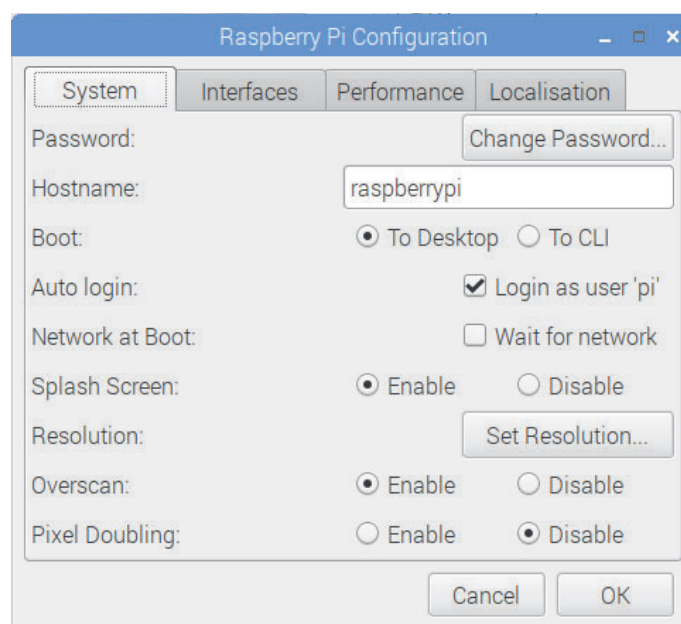 Raspberry Pi Configuration
System Interfaces Performance Localisation
Password: Change Password...
Hostname: raspberrypi
Boot: To Desktop To CLI
Auto login: Login as user 'pi'
Network at Boot: Wait for network
Splash Screen: Enable Disable
Resolution: Set Resolution...
Overscan: Enable Disable
Pixel Doubling: Enable Disable
Cancel OK